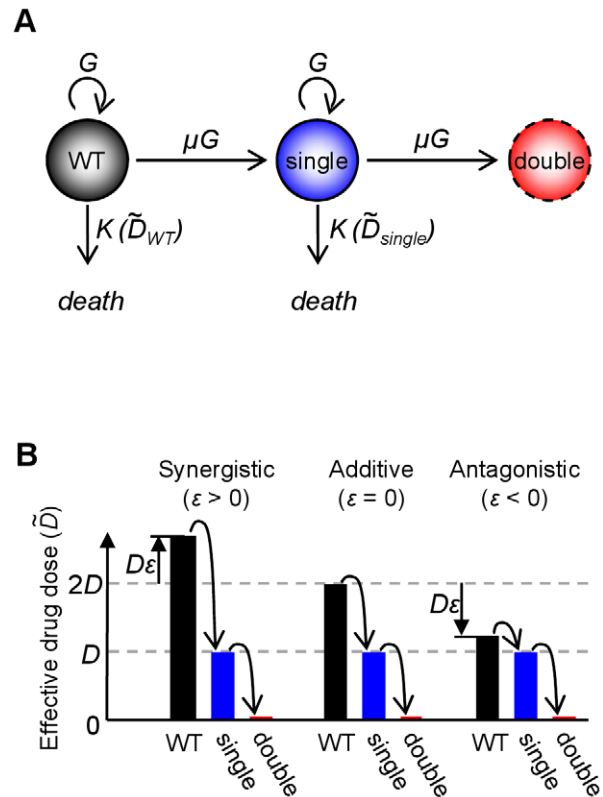 A
G
G
WT
μG
single
μG
double
K (D̃WT)
K (D̃single)
death
death
B
Synergistic
(ε > 0)
Additive
(ε = 0)
Antagonistic
(ε < 0)
Effective drug dose (D̃)
Dε
2D
Dε
D
0
WT
single
double
WT
single
double
WT
single
double